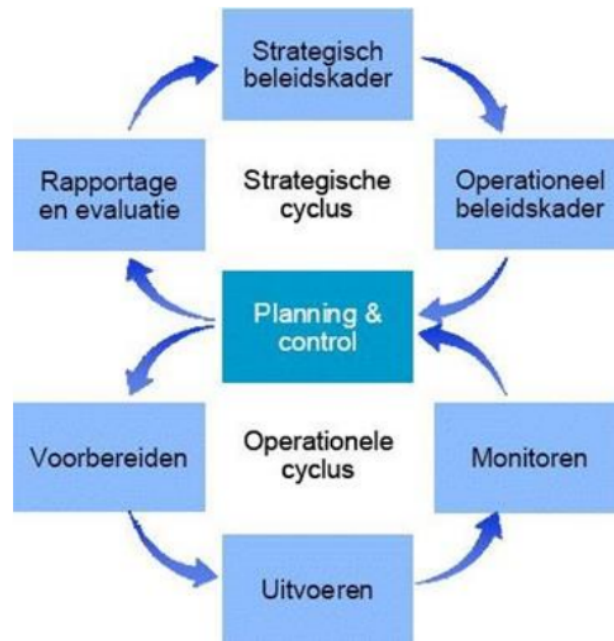 Strategisch
beleidskader
Rapportage
en evaluatie
Strategische
cyclus
Operationeel
beleidskader
Planning &
control
Voorbereiden
Operationele
cyclus
Monitoren
Uitvoeren